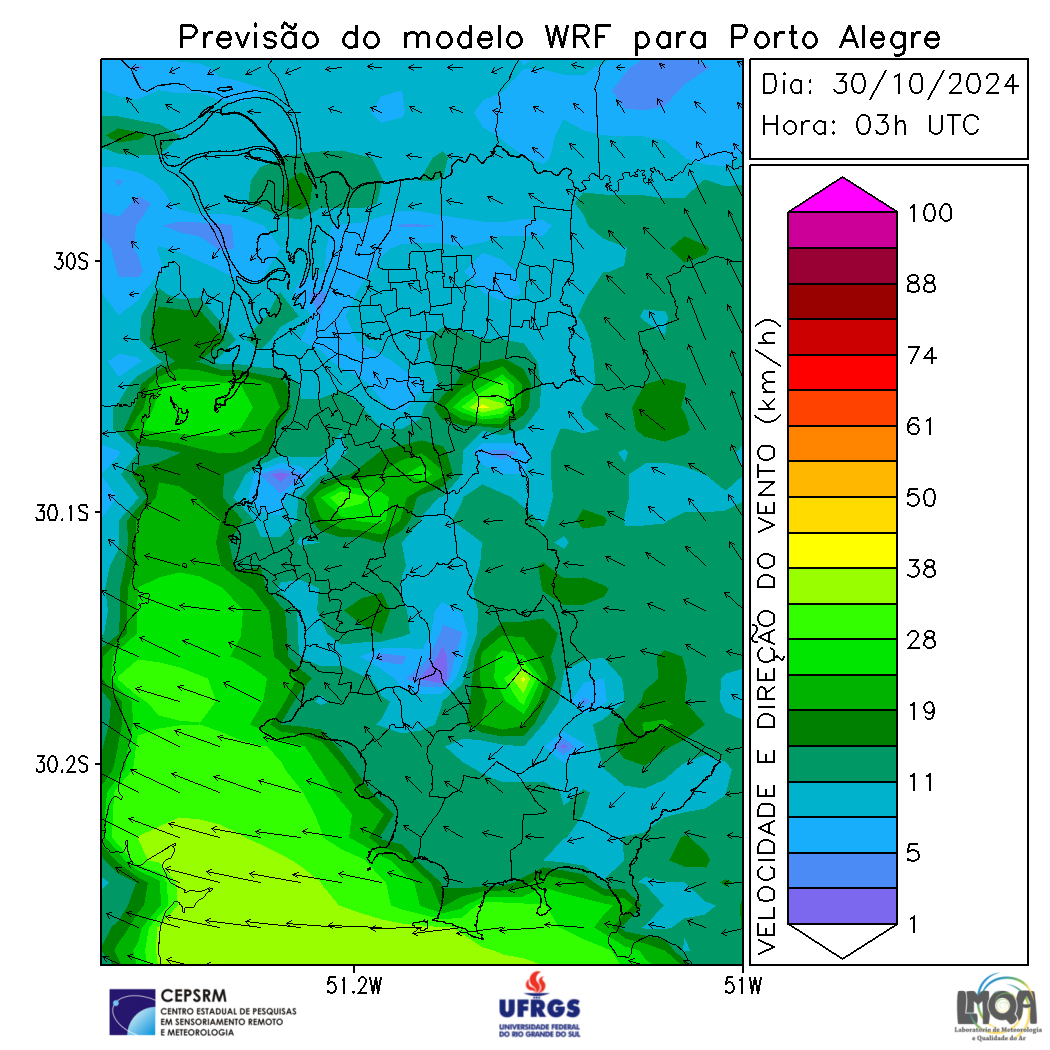 Previsão do modelo WRF para Porto Alegre
Dia: 30/10/2024
Hora: 03h UTC
30S
30.1S
30.2S
51.2W
51W
VELOCIDADE E DIREÇÃO DO VENTO (km/h)
100
88
74
61
50
38
28
19
11
5
1
CEPSRM
CENTRO ESTADUAL DE PESQUISAS
EM SENSORIAMENTO REMOTO
E METEOROLOGIA
UFRGS
UNIVERSIDADE FEDERAL
DO RIO GRANDE DO SUL
LMQA
Laboratório de Meteorologia
e Qualidade do Ar